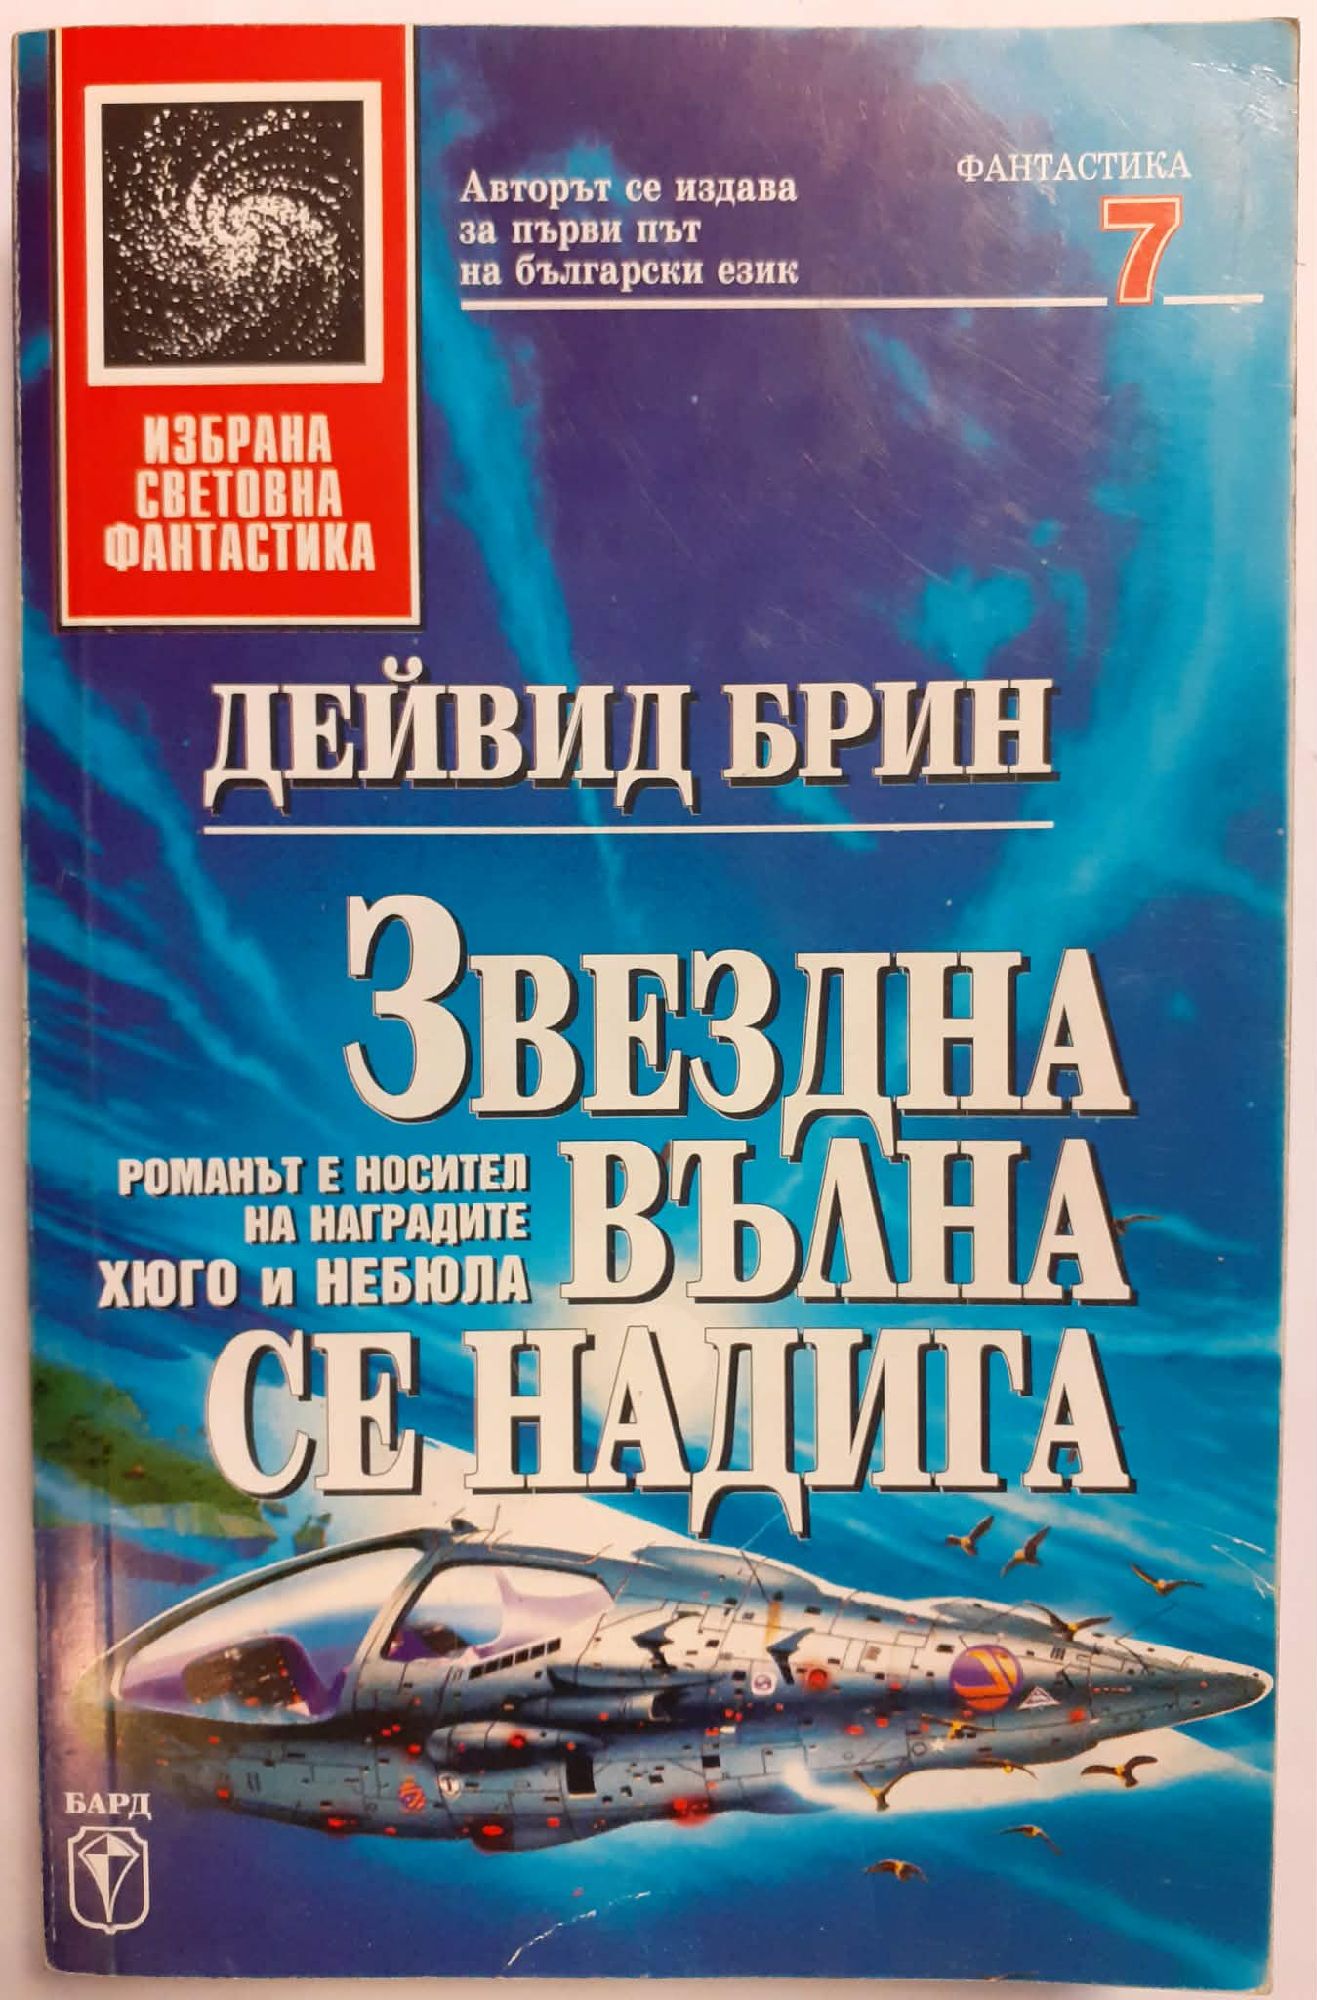 Авторът се издава
за първи път
на български език
ФАНТАСТИКА
7
ИЗБРАНА
СВЕТОВНА
ФАНТАСТИКА
ДЕЙВИД БРИН
ЗВЕЗДНА
ВЪЛНА
СЕ НАДИГА
РОМАНЪТ Е НОСИТЕЛ
НА НАГРАДИТЕ
ХЮГО И НЕБЮЛА
БАРД